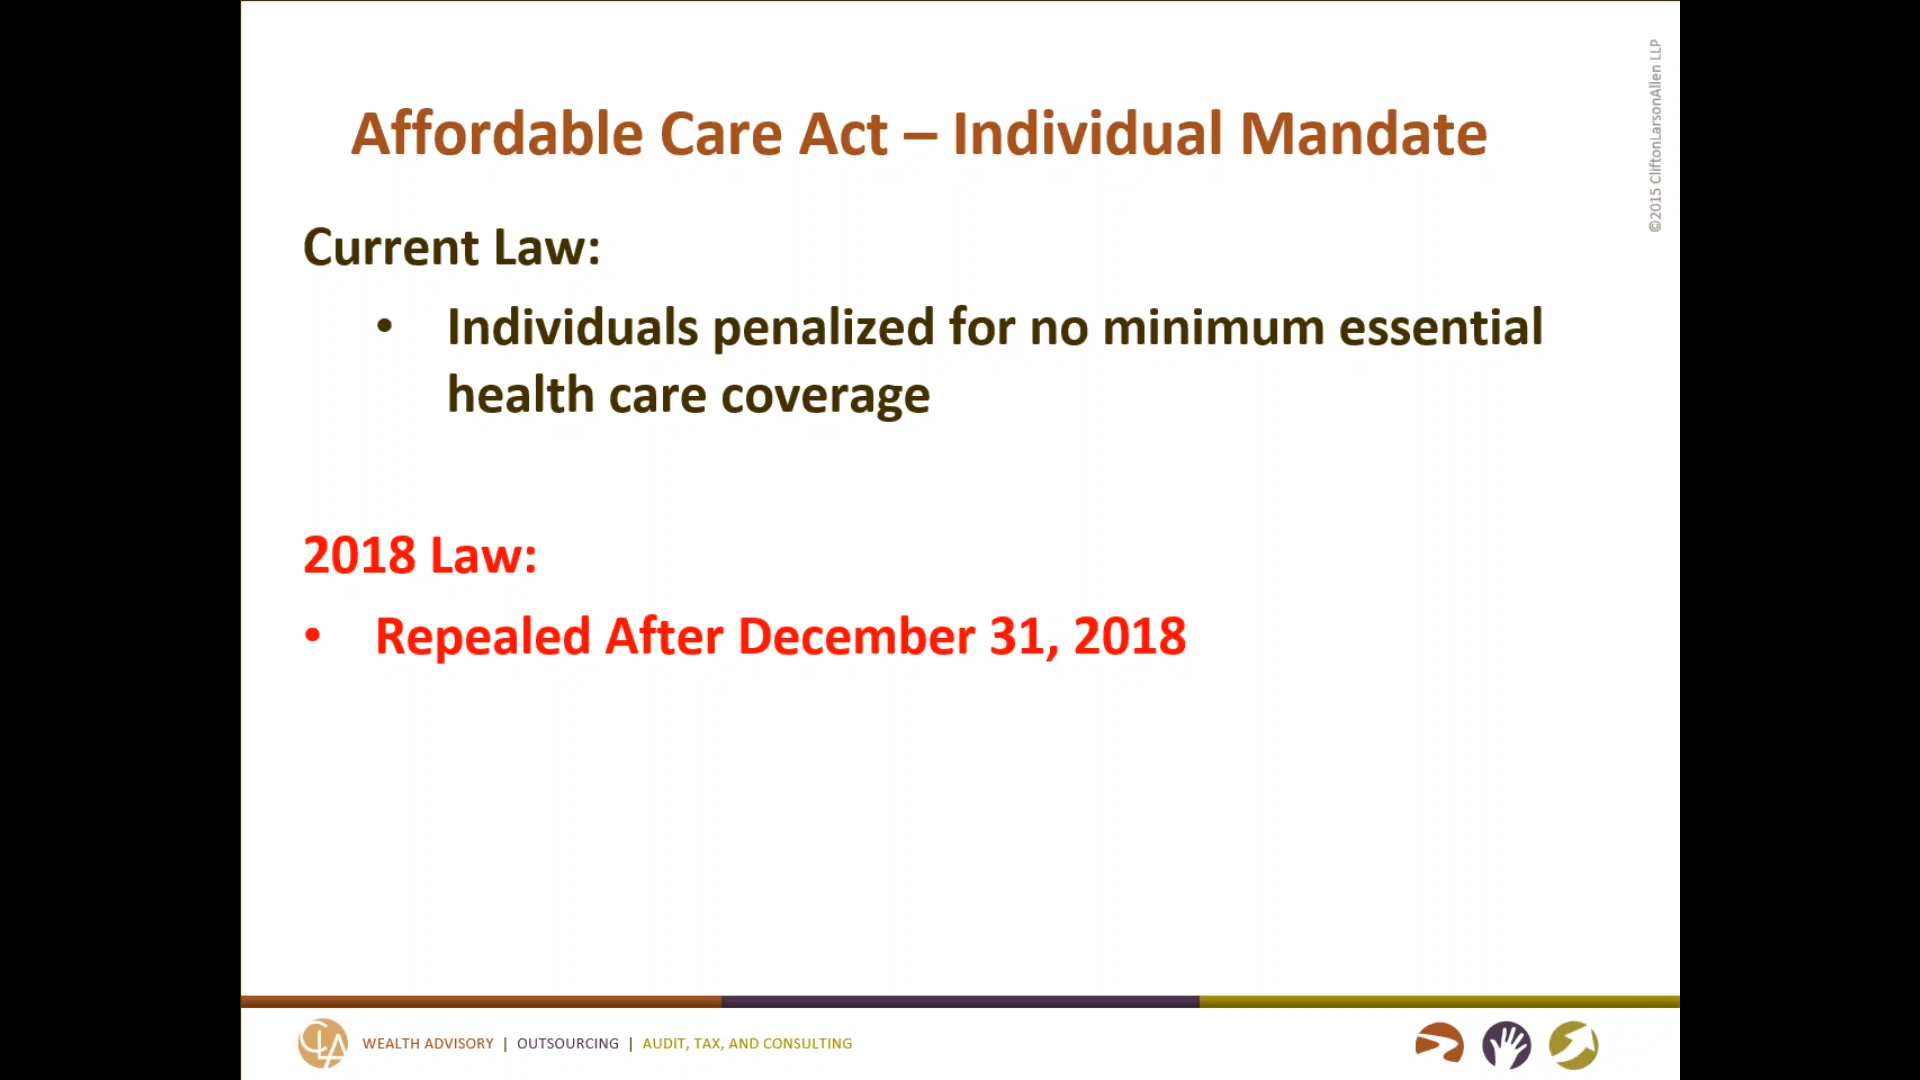 Affordable Care Act – Individual Mandate
Current Law:
• Individuals penalized for no minimum essential
health care coverage
2018 Law:
• Repealed After December 31, 2018
©2015 CliftonLarsonAllen LLP
CLA
WEALTH ADVISORY | OUTSOURCING | AUDIT, TAX, AND CONSULTING